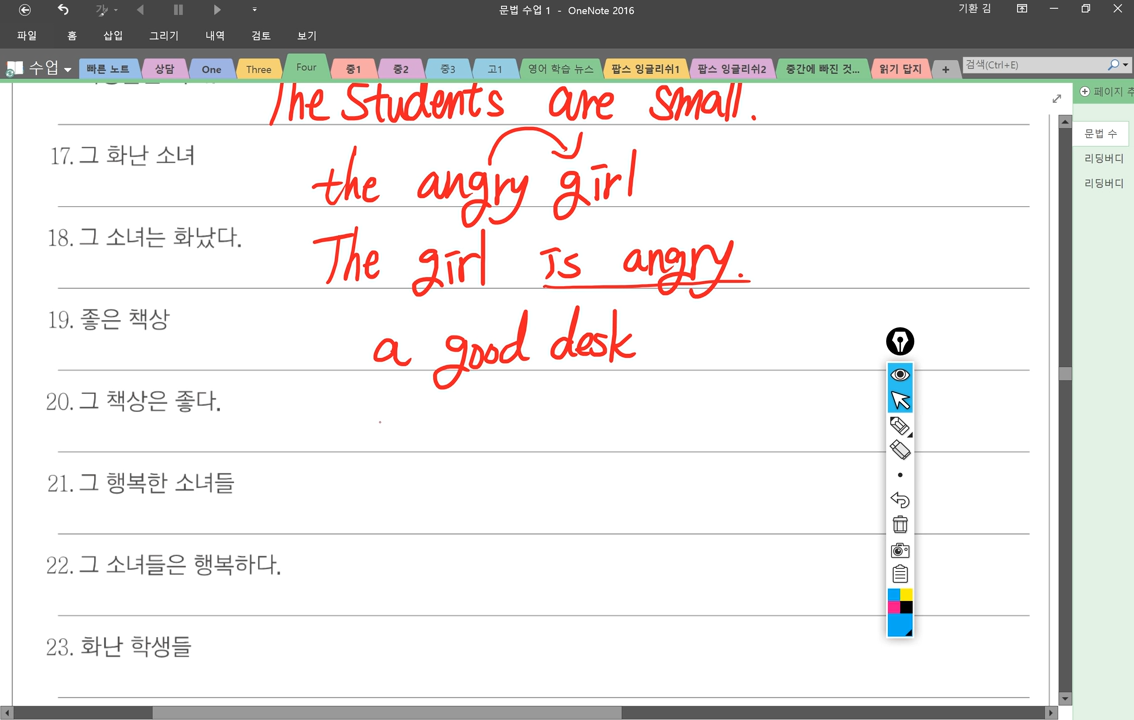 문법 수업 1 - OneNote 2016
기환 김
파일 홈 삽입 그리기 내역 검토 보기
수업 빠른 노트 상담 One Three Four 중1 중2 중3 고1 영어 학습 뉴스 팝스 잉글리쉬1 팝스 잉글리쉬2 중간에 빠진 것... 읽기 답지 + 검색(Ctrl+E)
페이지 추
문법 수
리딩버디
리딩버디
The Students are small.
17. 그 화난 소녀
the angry girl
18. 그 소녀는 화났다.
The girl is angry.
19. 좋은 책상
a good desk
20. 그 책상은 좋다.
21. 그 행복한 소녀들
22. 그 소녀들은 행복하다.
23. 화난 학생들